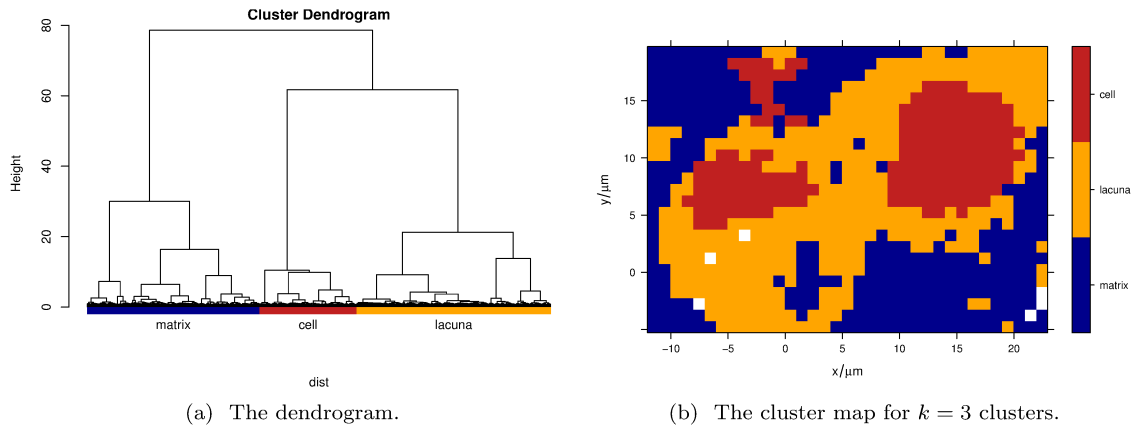 Cluster Dendrogram
Height
80
60
40
20
0
matrix cell lacuna
dist
(a) The dendrogram.
y/µm
15
10
5
0
−10 −5 0 5 10 15 20
x/µm
cell
lacuna
matrix
(b) The cluster map for k = 3 clusters.